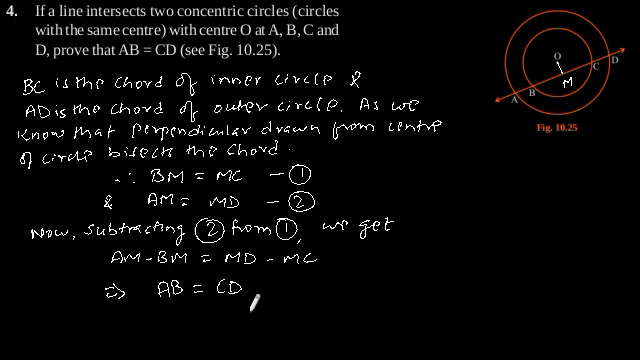 4. If a line intersects two concentric circles (circles
with the same centre) with centre O at A, B, C and
D, prove that AB = CD (see Fig. 10.25).
BC is the chord of inner circle &
AD is the chord of outer circle. As we
know that perpendicular drawn from centre
of circle bisects the chord.
∴ BM = MC — ①
& AM = MD — ②
Now, subtracting ② from ①, we get
AM - BM = MD - MC
⇒ AB = CD
O
M
A
B
C
D
Fig. 10.25